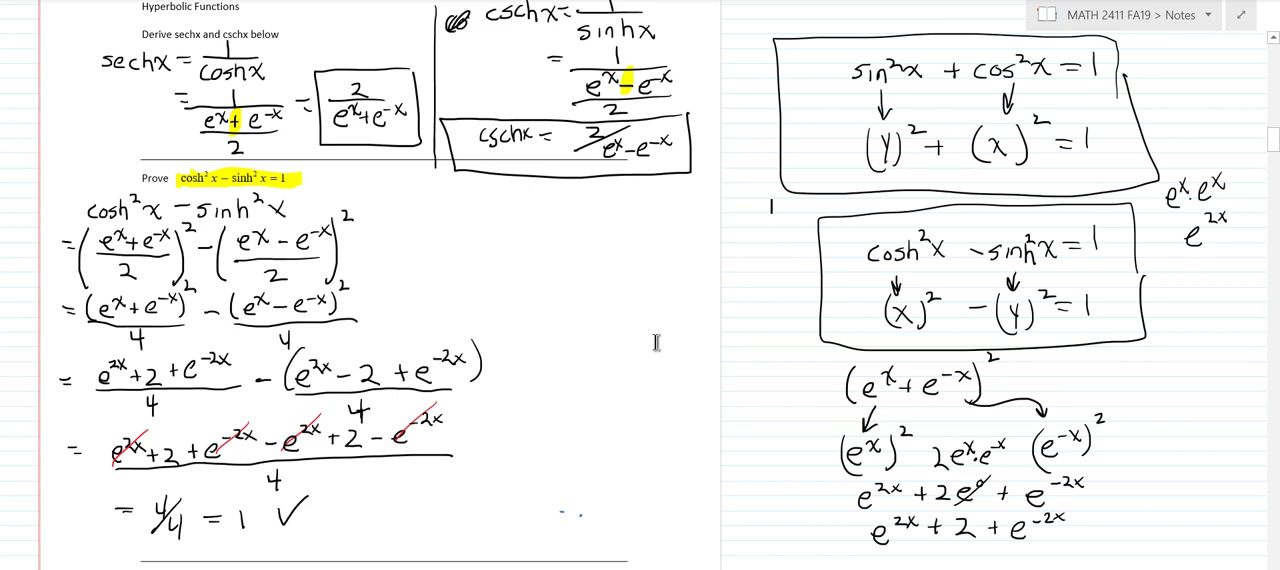 Hyperbolic Functions
Derive sechx and cschx below
sechx = 1/coshx
= 1/((e^x + e^-x)/2) = 2/(e^x+e^-x)
cschx = 1/sinhx
= 1/((e^x - e^-x)/2)
cschx = 2/(e^x - e^-x)
Prove cosh² x − sinh² x = 1
cosh²x - sinh²x
= ((e^x+e^-x)/2)² - ((e^x - e^-x)/2)²
= (e^x + e^-x)²/4 - (e^x - e^-x)²/4
= (e^2x + 2 + e^-2x)/4 - (e^2x - 2 + e^-2x)/4
= (e^2x + 2 + e^-2x - e^2x + 2 - e^-2x)/4
= 4/4 = 1 ✓
MATH 2411 FA19 > Notes
sin²x + cos²x = 1
(y)² + (x)² = 1
e^x · e^x
e^2x
1
cosh²x - sinh²x = 1
(x)² - (y)² = 1
(e^x + e^-x)²
(e^x)² 2e^x·e^-x (e^-x)²
e^2x + 2e^0 + e^-2x
e^2x + 2 + e^-2x